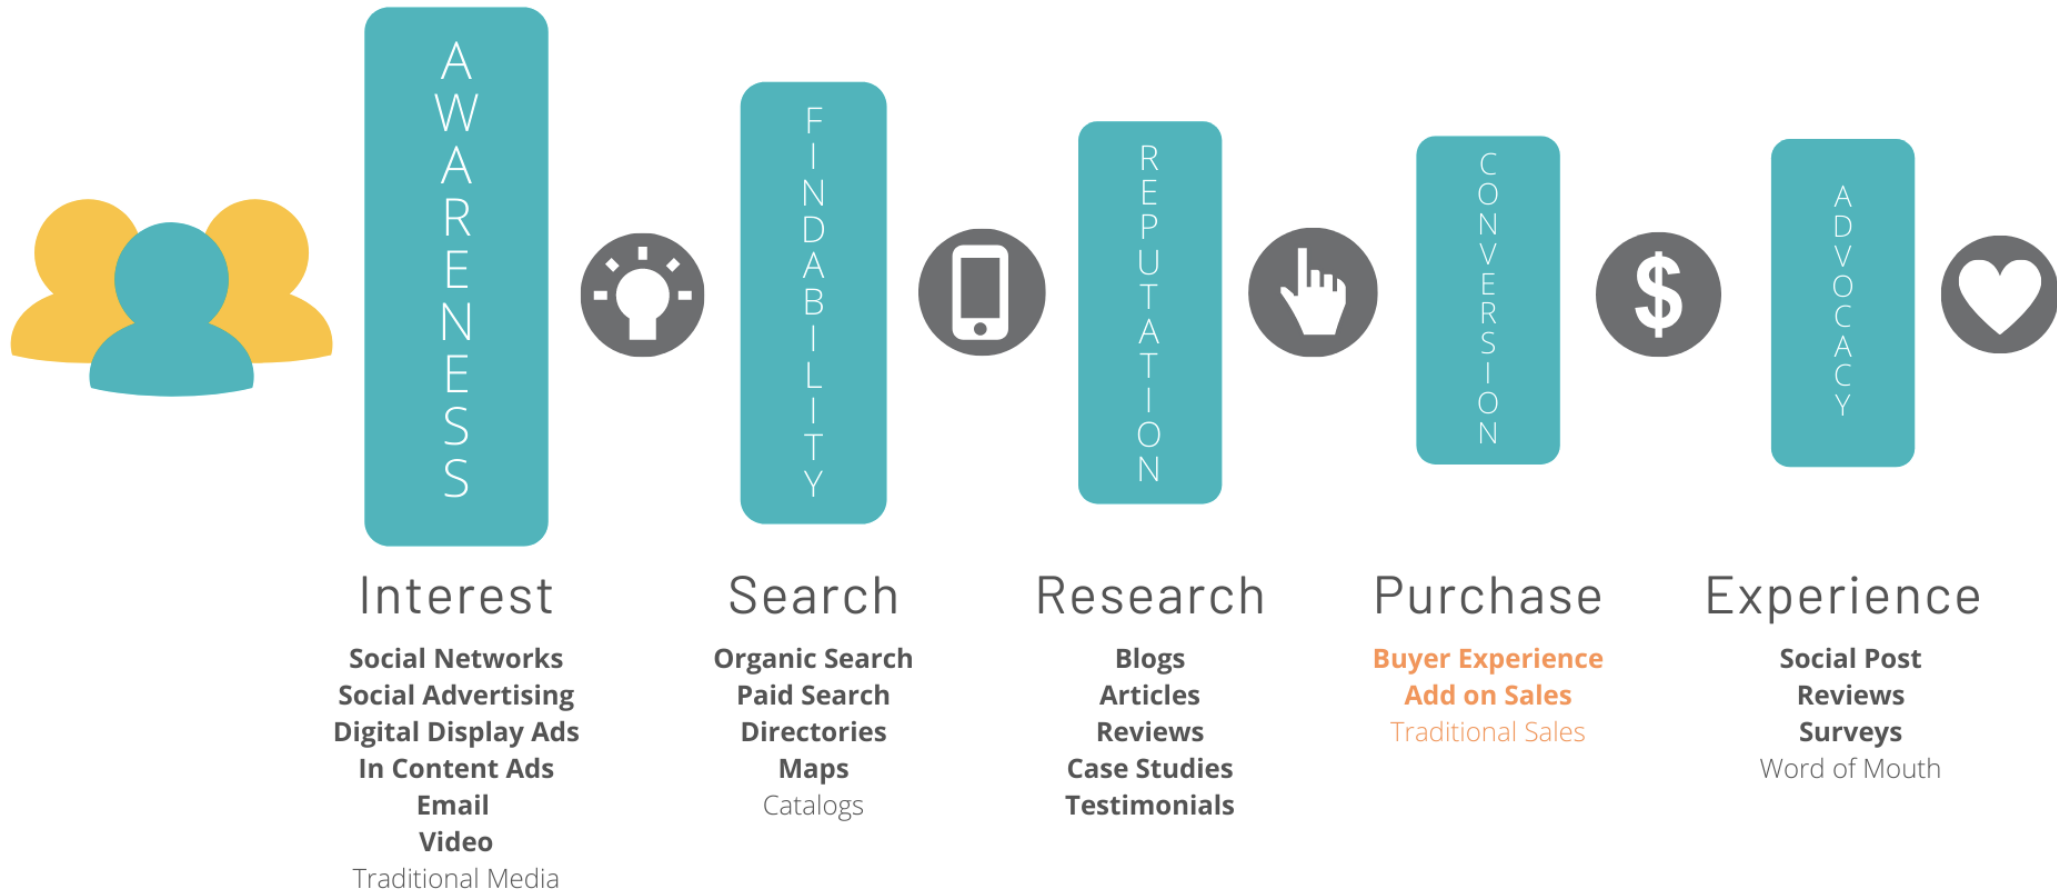 AWARENESS
FINDABILITY
REPUTATION
CONVERSION
ADVOCACY
$
Interest
Social Networks
Social Advertising
Digital Display Ads
In Content Ads
Email
Video
Traditional Media
Search
Organic Search
Paid Search
Directories
Maps
Catalogs
Research
Blogs
Articles
Reviews
Case Studies
Testimonials
Purchase
Buyer Experience
Add on Sales
Traditional Sales
Experience
Social Post
Reviews
Surveys
Word of Mouth